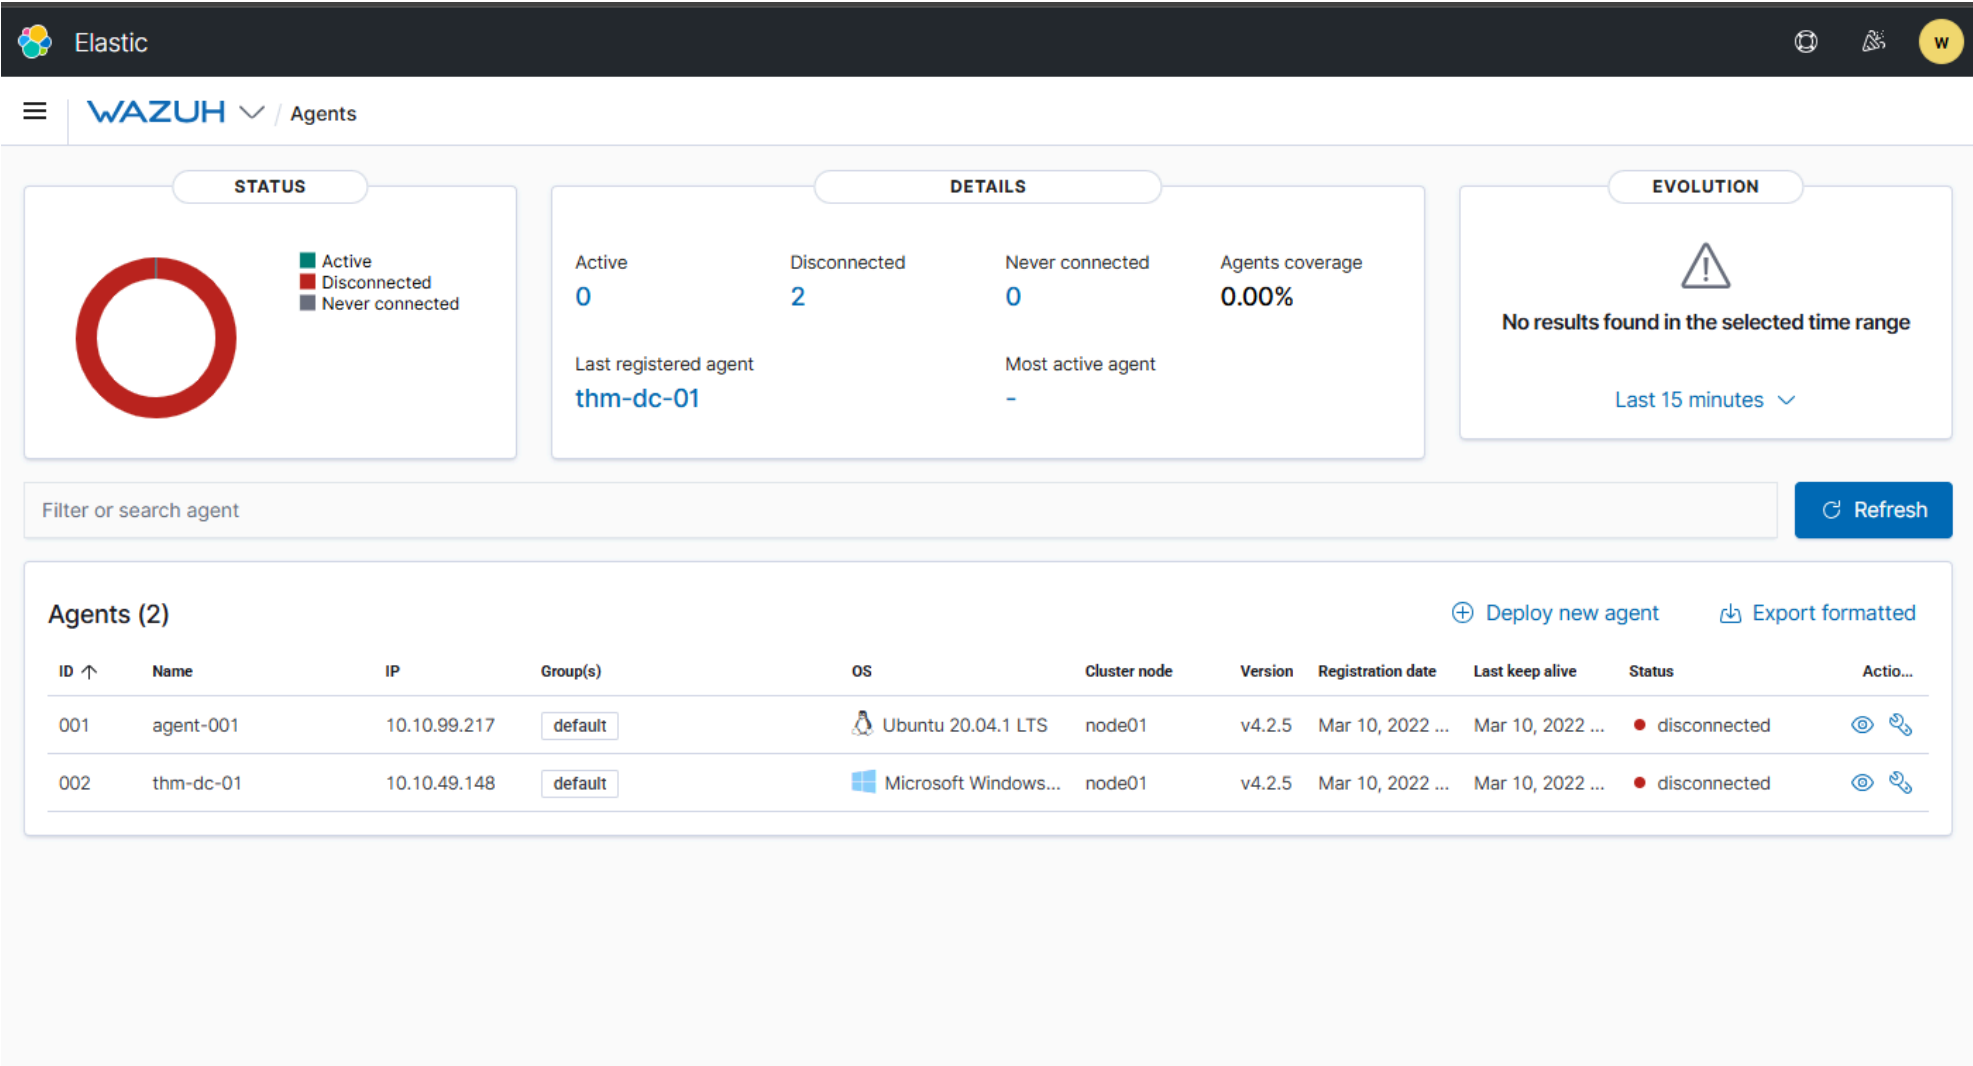 Elastic
W
WAZUH / Agents
STATUS
Active
Disconnected
Never connected
DETAILS
Active Disconnected Never connected Agents coverage
0 2 0 0.00%
Last registered agent Most active agent
thm-dc-01 -
EVOLUTION
No results found in the selected time range
Last 15 minutes
Filter or search agent
Refresh
Agents (2) Deploy new agent Export formatted
ID Name IP Group(s) OS Cluster node Version Registration date Last keep alive Status Actio...
001 agent-001 10.10.99.217 default Ubuntu 20.04.1 LTS node01 v4.2.5 Mar 10, 2022 ... Mar 10, 2022 ... disconnected
002 thm-dc-01 10.10.49.148 default Microsoft Windows... node01 v4.2.5 Mar 10, 2022 ... Mar 10, 2022 ... disconnected